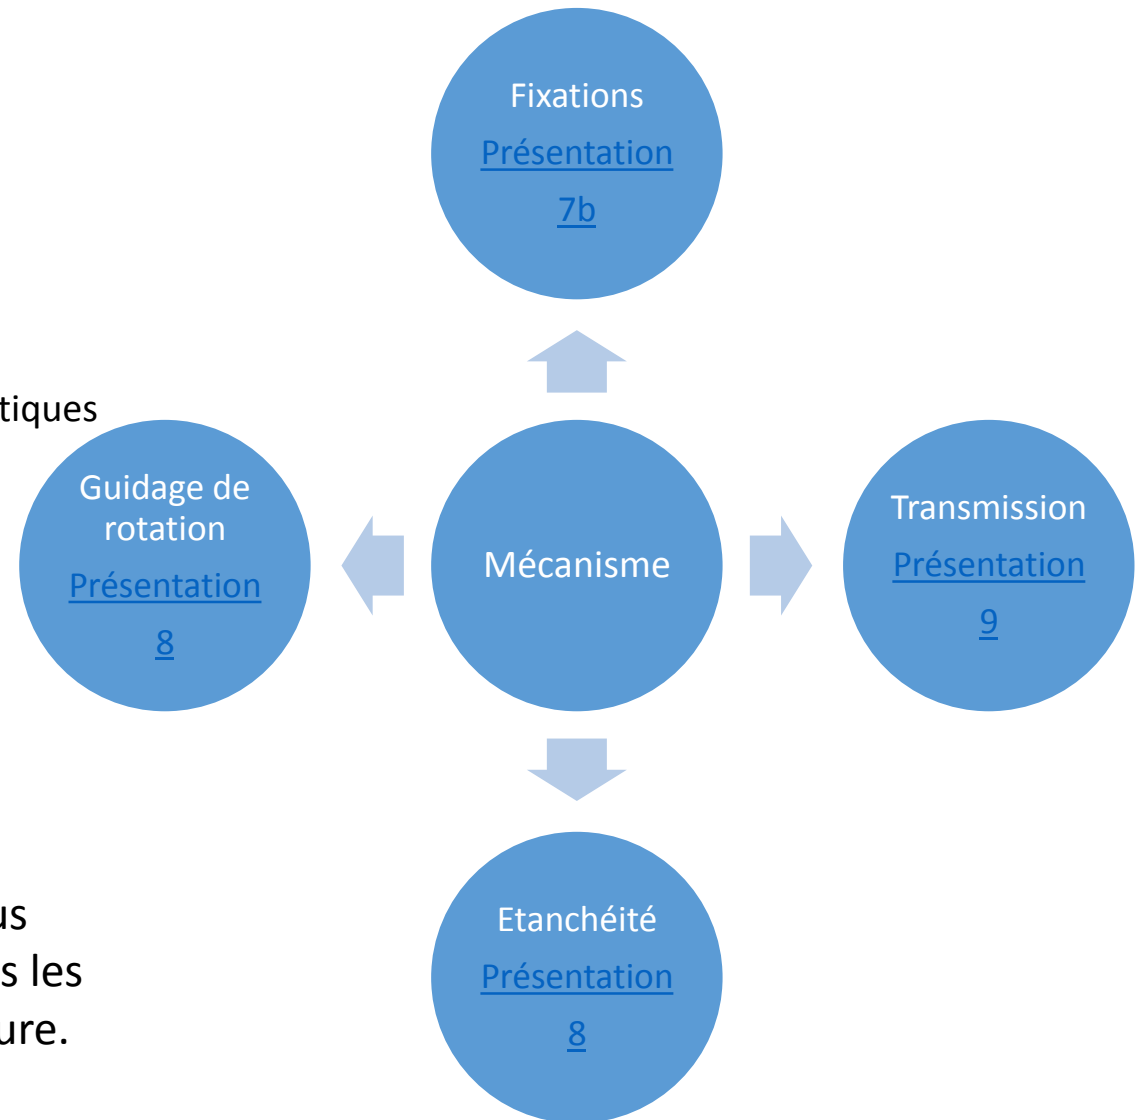 Fixations
Présentation
7b
tiques
Guidage de
rotation
Présentation
8
Mécanisme
Transmission
Présentation
9
Etanchéité
Présentation
8
us
s les
ure.